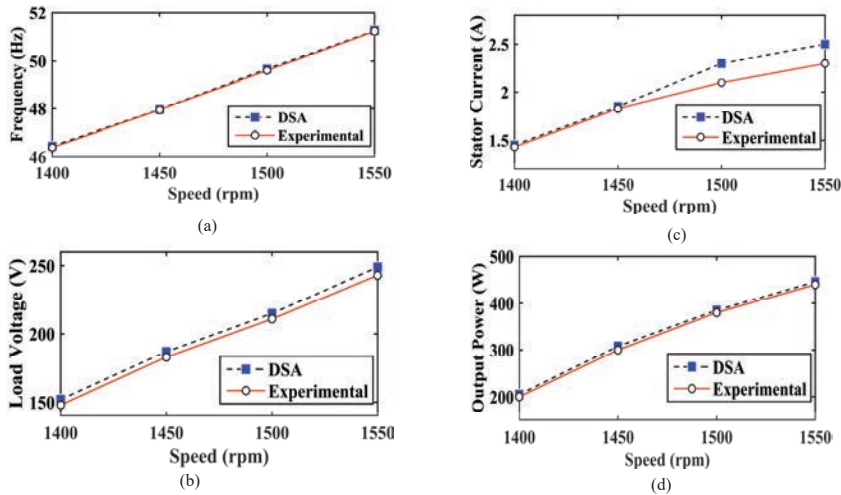 52
50
48
46
Frequency (Hz)
DSA
Experimental
1400 1450 1500 1550
Speed (rpm)
(a)
2.5
2
1.5
Stator Current (A)
DSA
Experimental
1400 1450 1500 1550
Speed (rpm)
(c)
250
200
150
Load Voltage (V)
DSA
Experimental
1400 1450 1500 1550
Speed (rpm)
(b)
500
400
300
200
Output Power (W)
DSA
Experimental
1400 1450 1500 1550
Speed (rpm)
(d)